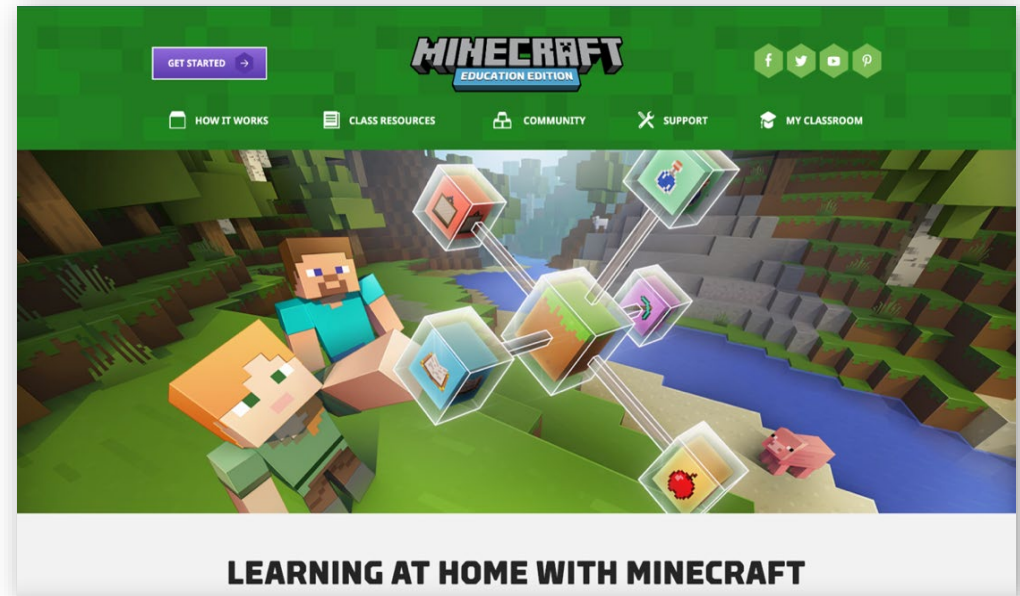 GET STARTED
MINECRAFT
EDUCATION EDITION
f
HOW IT WORKS
CLASS RESOURCES
COMMUNITY
SUPPORT
MY CLASSROOM
LEARNING AT HOME WITH MINECRAFT